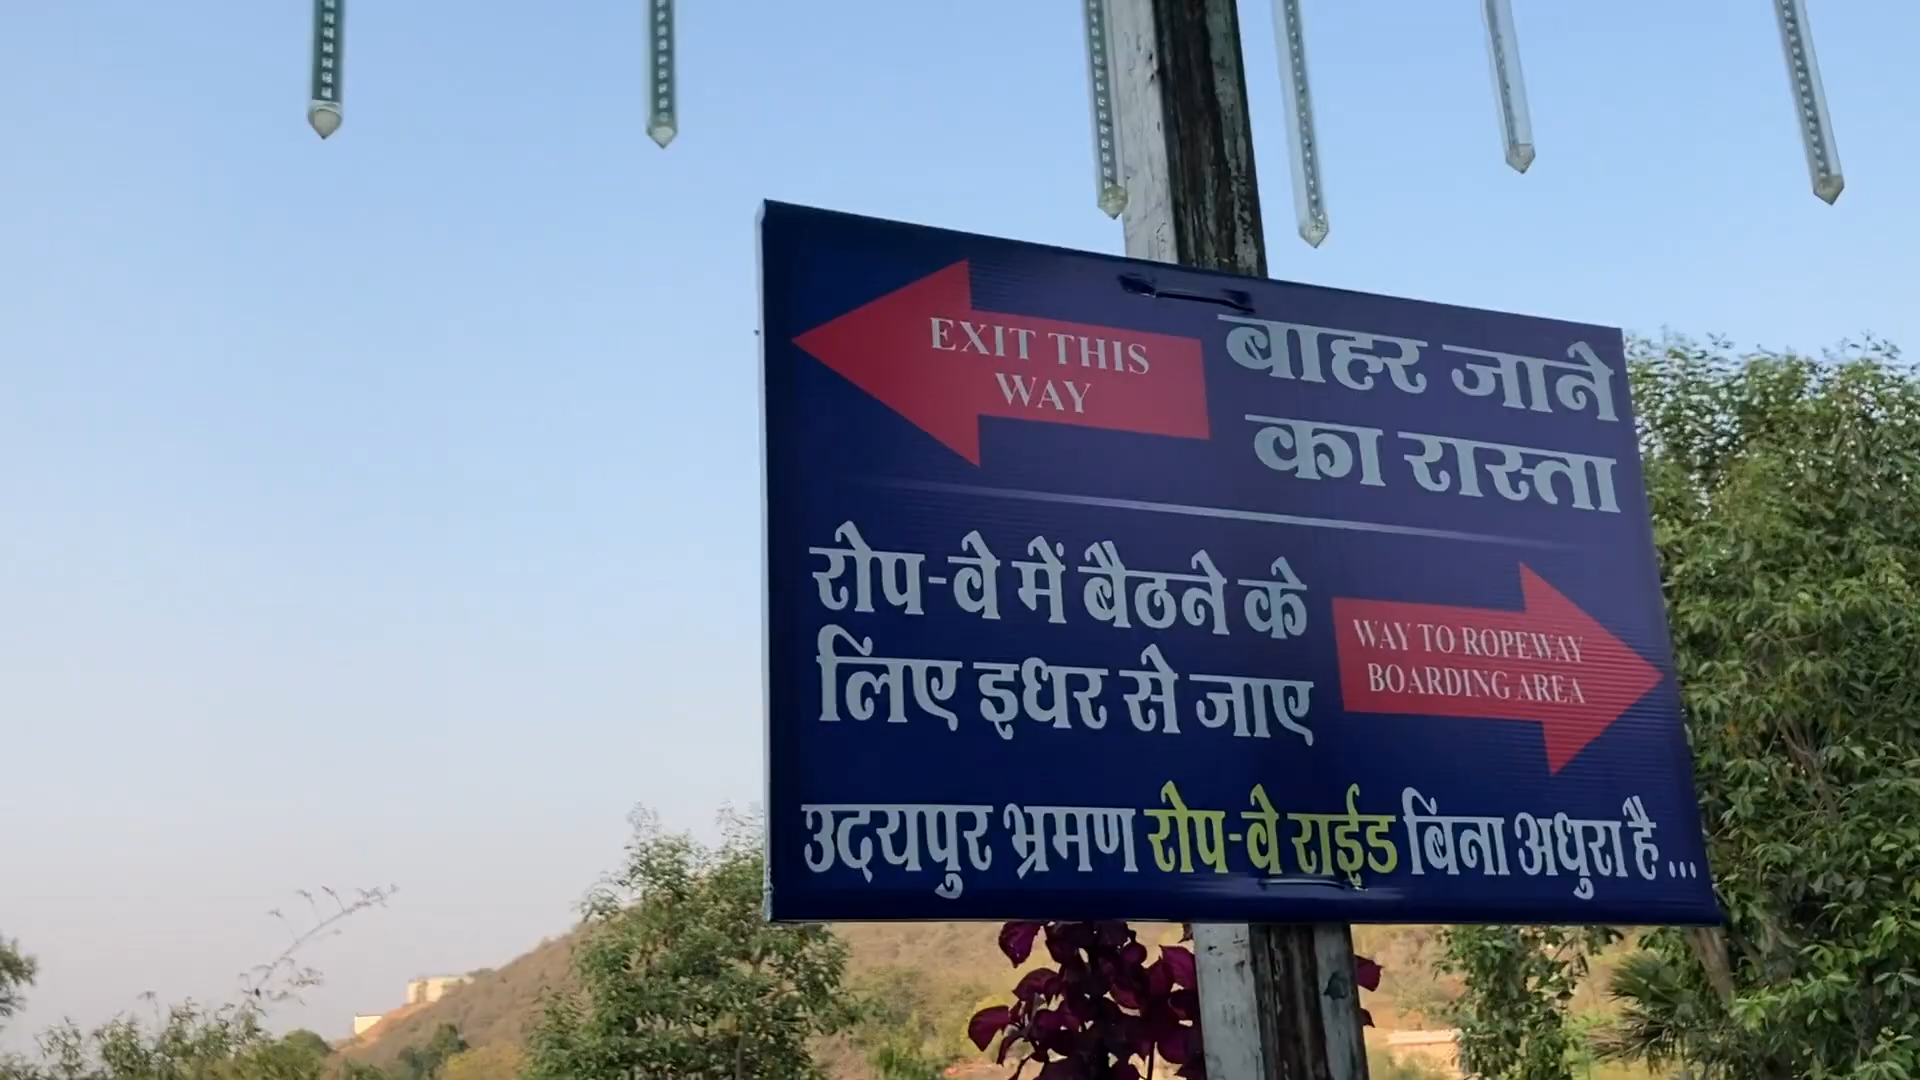 EXIT THIS
WAY
बाहर जाने
का रास्ता
रोप-वे में बैठने के
लिए इधर से जाए
WAY TO ROPEWAY
BOARDING AREA
उदयपुर भ्रमण रोप-वे राईड बिना अधुरा है...